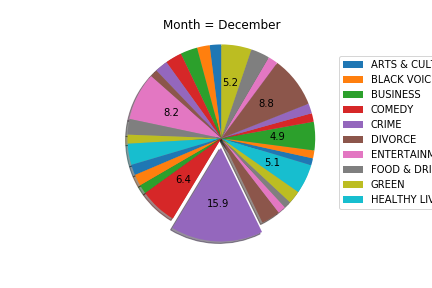 Month = December
5.2
8.8
8.2
4.9
5.1
6.4
15.9
ARTS & CULT
BLACK VOIC
BUSINESS
COMEDY
CRIME
DIVORCE
ENTERTAINM
FOOD & DRI
GREEN
HEALTHY LIV